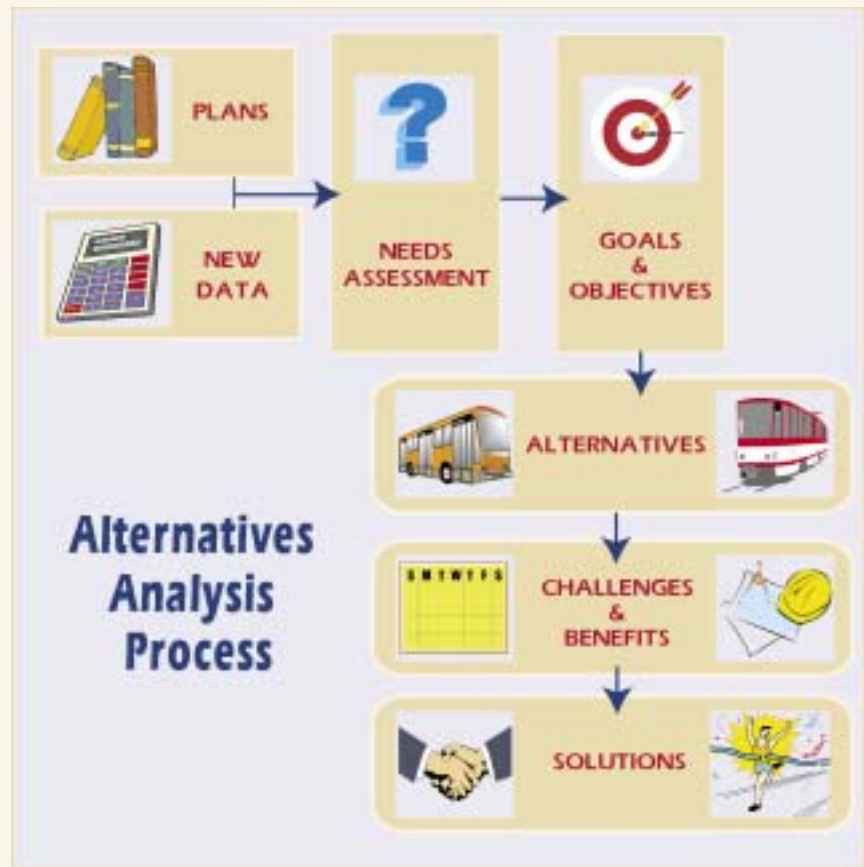 PLANS
NEW
DATA
NEEDS
ASSESSMENT
GOALS
&
OBJECTIVES
ALTERNATIVES
Alternatives
Analysis
Process
S M T W T F S
CHALLENGES
&
BENEFITS
SOLUTIONS